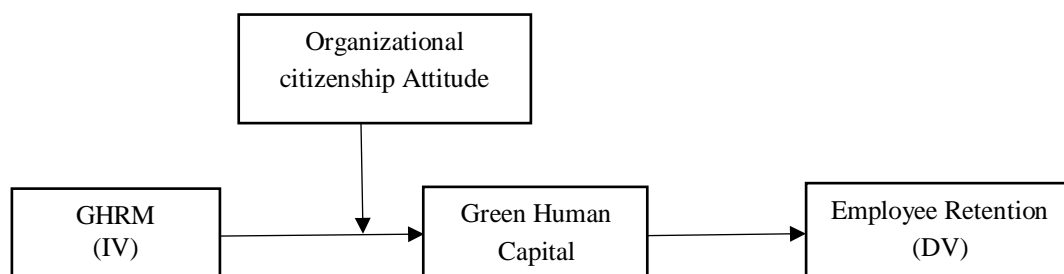 Organizational
citizenship Attitude
GHRM
(IV)
Green Human
Capital
Employee Retention
(DV)